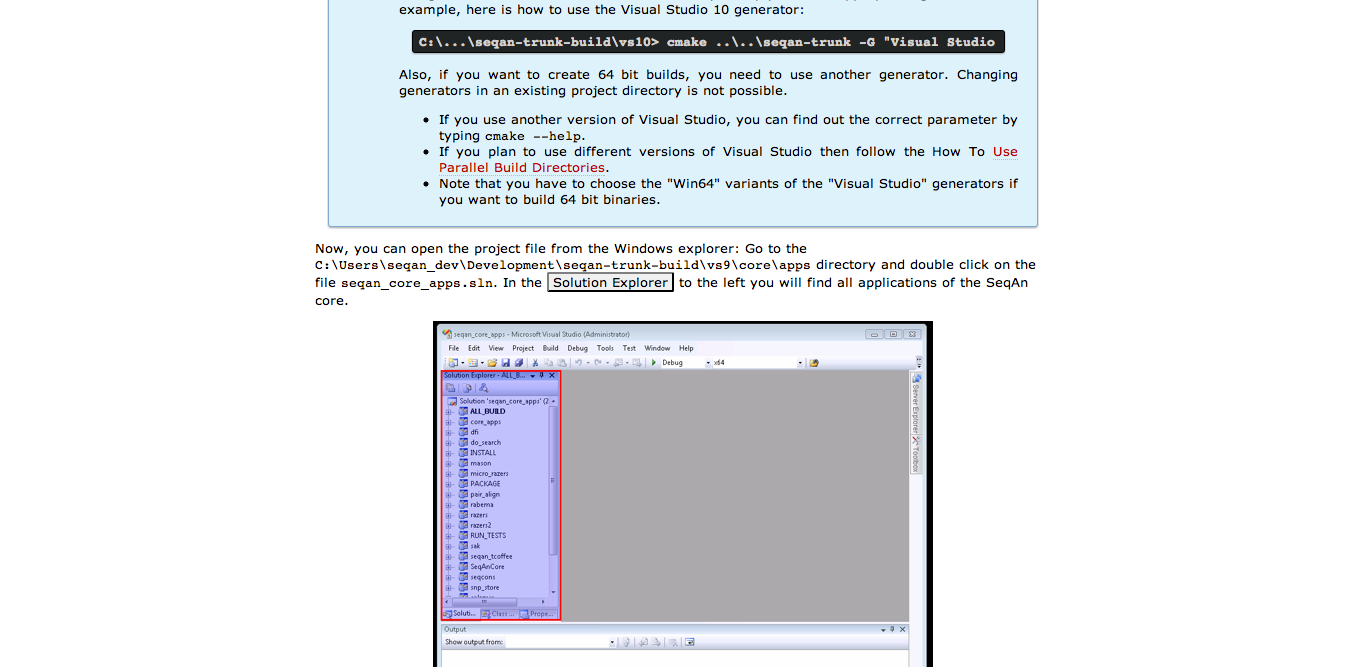 example, here is how to use the Visual Studio 10 generator:
C:\...\seqan-trunk-build\vs10> cmake ..\..\seqan-trunk -G "Visual Studio
Also, if you want to create 64 bit builds, you need to use another generator. Changing
generators in an existing project directory is not possible.
• If you use another version of Visual Studio, you can find out the correct parameter by
typing cmake --help.
• If you plan to use different versions of Visual Studio then follow the How To Use
Parallel Build Directories.
• Note that you have to choose the "Win64" variants of the "Visual Studio" generators if
you want to build 64 bit binaries.
Now, you can open the project file from the Windows explorer: Go to the
C:\Users\seqan_dev\Development\seqan-trunk-build\vs9\core\apps directory and double click on the
file seqan_core_apps.sln. In the Solution Explorer to the left you will find all applications of the SeqAn
core.
seqan_core_apps - Microsoft Visual Studio (Administrator)
File Edit View Project Build Debug Tools Test Window Help
Debug x64
Solution Explorer - ALL_B...
Solution 'seqan_core_apps' (2
ALL_BUILD
core_apps
dfi
do_search
INSTALL
mason
micro_razers
PACKAGE
pair_align
rabema
razers
razers2
RUN_TESTS
sak
seqan_tcoffee
SeqAnCore
seqcons
snp_store
Soluti... Class ... Prope...
Server Explorer
Toolbox
Output
Show output from: